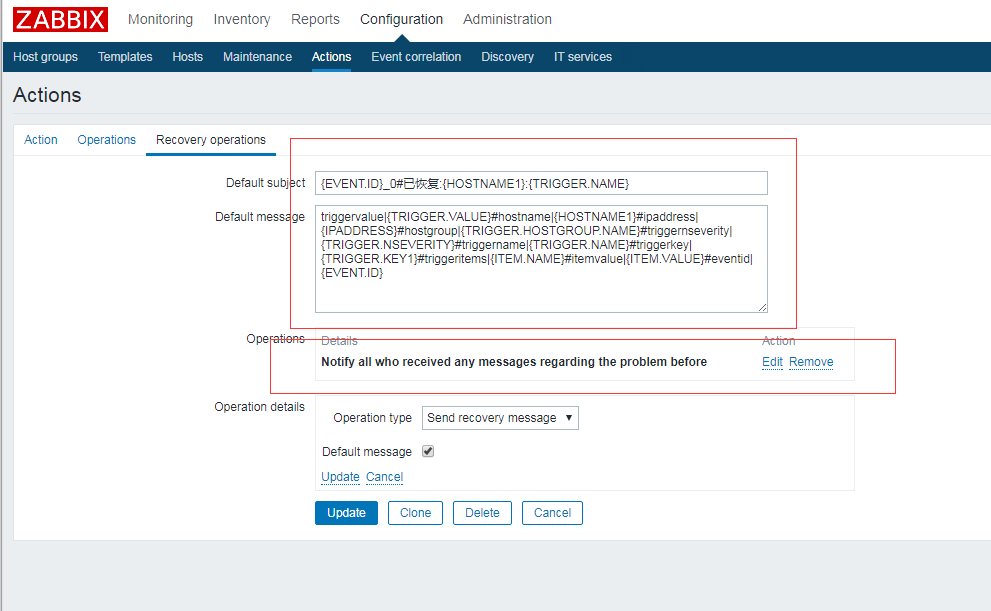 ZABBIX Monitoring Inventory Reports Configuration Administration
Host groups Templates Hosts Maintenance Actions Event correlation Discovery IT services
Actions
Action Operations Recovery operations
Default subject {EVENT.ID}_0#已恢复:{HOSTNAME1}:{TRIGGER.NAME}
Default message triggervalue|{TRIGGER.VALUE}#hostname|{HOSTNAME1}#ipaddress|
{IPADDRESS}#hostgroup|{TRIGGER.HOSTGROUP.NAME}#triggernseverity|
{TRIGGER.NSEVERITY}#triggername|{TRIGGER.NAME}#triggerkey|
{TRIGGER.KEY1}#triggeritems|{ITEM.NAME}#itemvalue|{ITEM.VALUE}#eventid|
{EVENT.ID}
Operations Details Action
Notify all who received any messages regarding the problem before Edit Remove
Operation details
Operation type Send recovery message
Default message
Update Cancel
Update Clone Delete Cancel